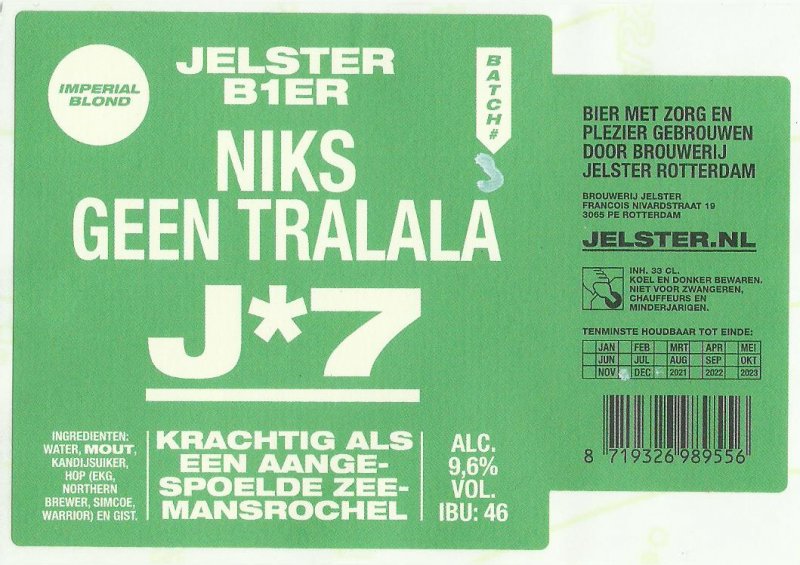 IMPERIAL
BLOND
JELSTER
B1ER
BATCH#
3
NIKS
GEEN TRALALA
J*7
INGREDIENTEN:
WATER, MOUT,
KANDIJSUIKER,
HOP (EKG,
NORTHERN
BREWER, SIMCOE,
WARRIOR) EN GIST.
KRACHTIG ALS
EEN AANGE-
SPOELDE ZEE-
MANSROCHEL
ALC.
9,6%
VOL.
IBU: 46
BIER MET ZORG EN
PLEZIER GEBROUWEN
DOOR BROUWERIJ
JELSTER ROTTERDAM
BROUWERIJ JELSTER
FRANCOIS NIVARDSTRAAT 19
3065 PE ROTTERDAM
JELSTER.NL
INH. 33 CL.
KOEL EN DONKER BEWAREN.
NIET VOOR ZWANGEREN,
CHAUFFEURS EN
MINDERJARIGEN.
TENMINSTE HOUDBAAR TOT EINDE:
JAN FEB MRT APR MEI
JUN JUL AUG SEP OKT
NOV DEC 2021 2022 2023
8 719326 989556